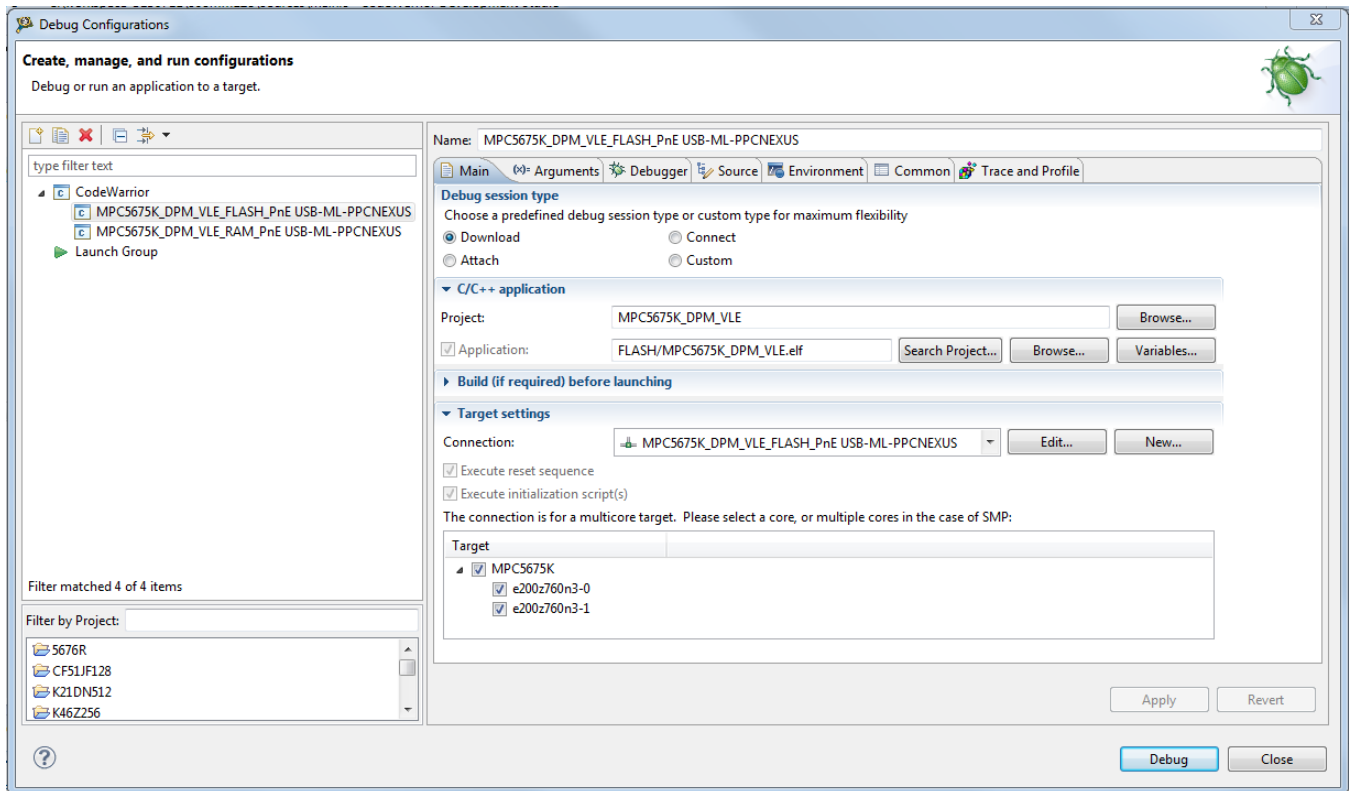 Debug Configurations
Create, manage, and run configurations
Debug or run an application to a target.
type filter text
CodeWarrior
MPC5675K_DPM_VLE_FLASH_PnE USB-ML-PPCNEXUS
MPC5675K_DPM_VLE_RAM_PnE USB-ML-PPCNEXUS
Launch Group
Filter matched 4 of 4 items
Filter by Project:
5676R
CF51JF128
K21DN512
K46Z256
Name: MPC5675K_DPM_VLE_FLASH_PnE USB-ML-PPCNEXUS
Main (x)= Arguments Debugger Source Environment Common Trace and Profile
Debug session type
Choose a predefined debug session type or custom type for maximum flexibility
Download Connect
Attach Custom
C/C++ application
Project: MPC5675K_DPM_VLE Browse...
Application: FLASH/MPC5675K_DPM_VLE.elf Search Project... Browse... Variables...
Build (if required) before launching
Target settings
Connection: MPC5675K_DPM_VLE_FLASH_PnE USB-ML-PPCNEXUS Edit... New...
Execute reset sequence
Execute initialization script(s)
The connection is for a multicore target. Please select a core, or multiple cores in the case of SMP:
Target
MPC5675K
e200z760n3-0
e200z760n3-1
Apply Revert
? Debug Close